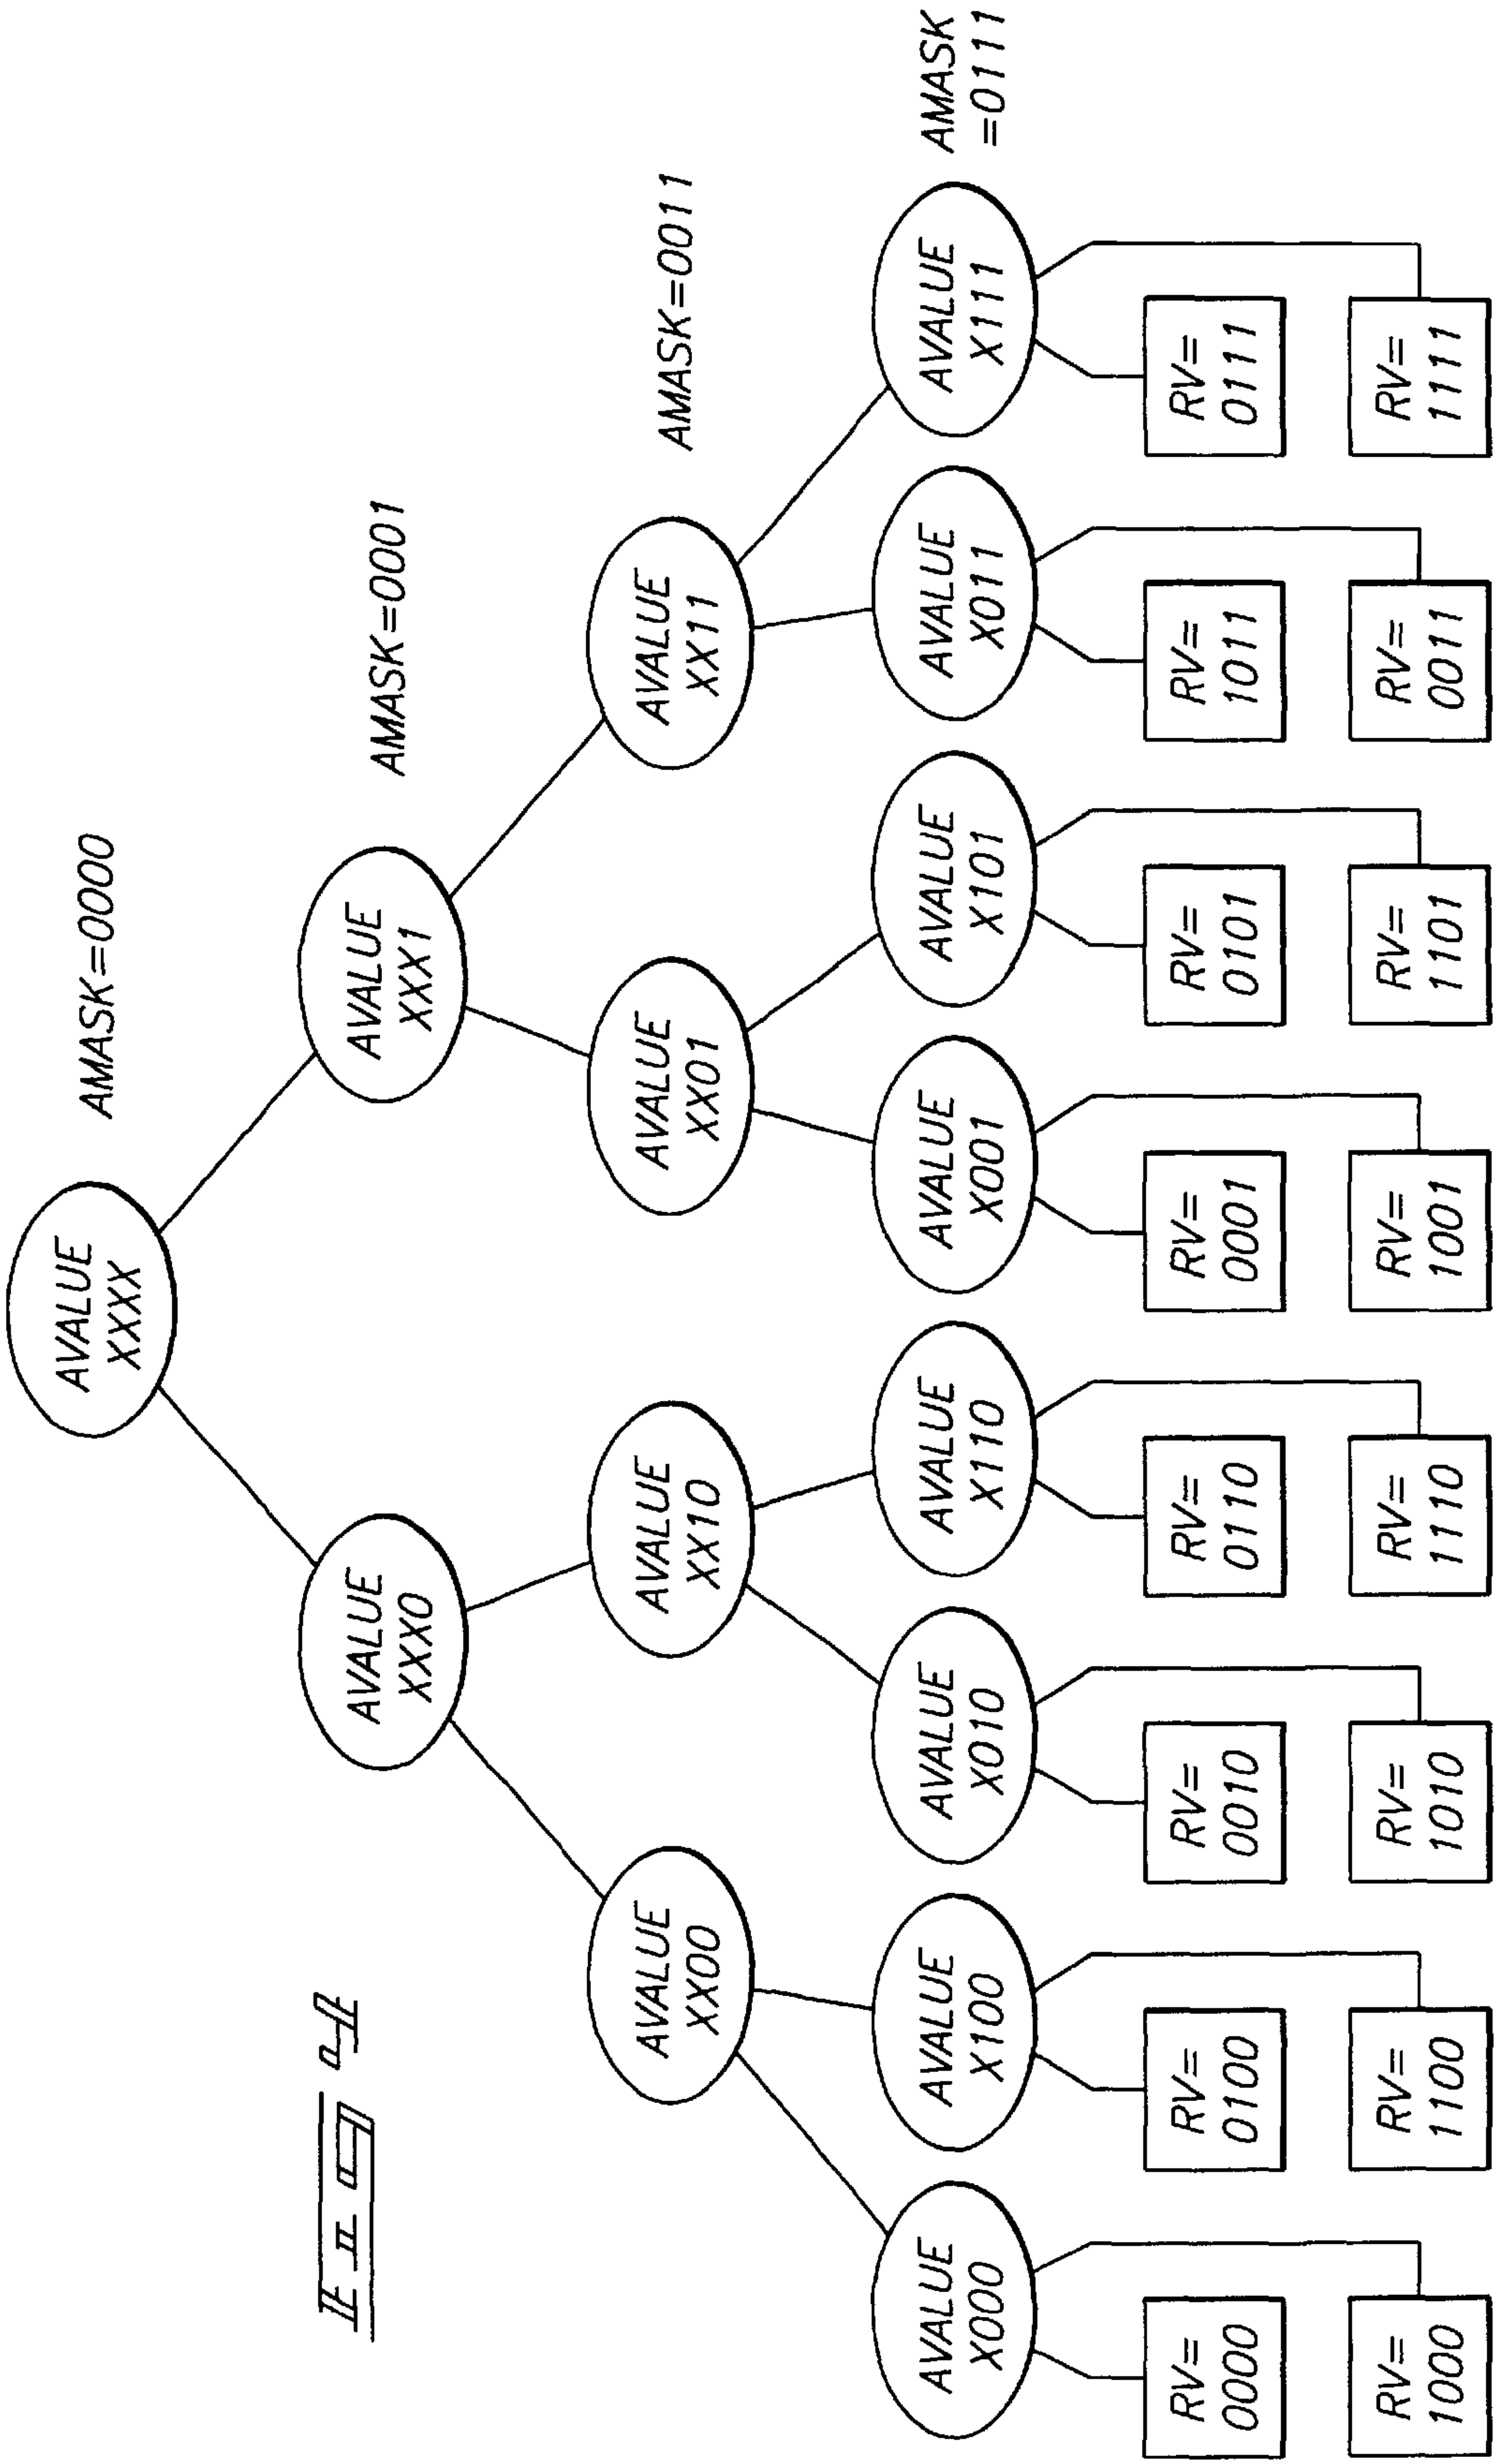 FIG 4
AVALUE
XXXX
AMASK=0000
AVALUE
XXX0
AVALUE
XXX1
AMASK=0001
AVALUE
XX00
AVALUE
XX10
AVALUE
XX01
AVALUE
XX11
AMASK=0011
AVALUE
X000
AVALUE
X100
AVALUE
X010
AVALUE
X110
AVALUE
X001
AVALUE
X101
AVALUE
X011
AVALUE
X111
AMASK
=0111
RV=
0000
RV=
0100
RV=
0010
RV=
0110
RV=
0001
RV=
0101
RV=
1011
RV=
0111
RV=
1000
RV=
1100
RV=
1010
RV=
1110
RV=
1001
RV=
1101
RV=
0011
RV=
1111